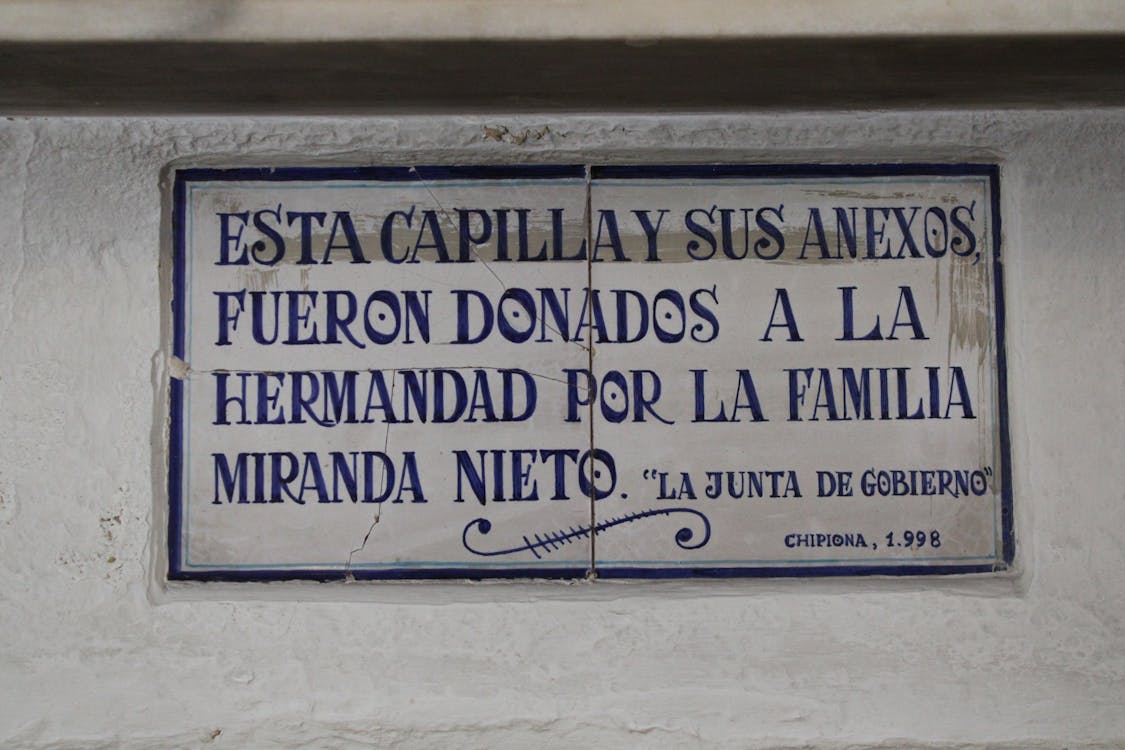 ESTA CAPILLA Y SUS ANEXOS,
FUERON DONADOS A LA
HERMANDAD POR LA FAMILIA
MIRANDA NIETO. “LA JUNTA DE GOBIERNO”
CHIPIONA, 1.998